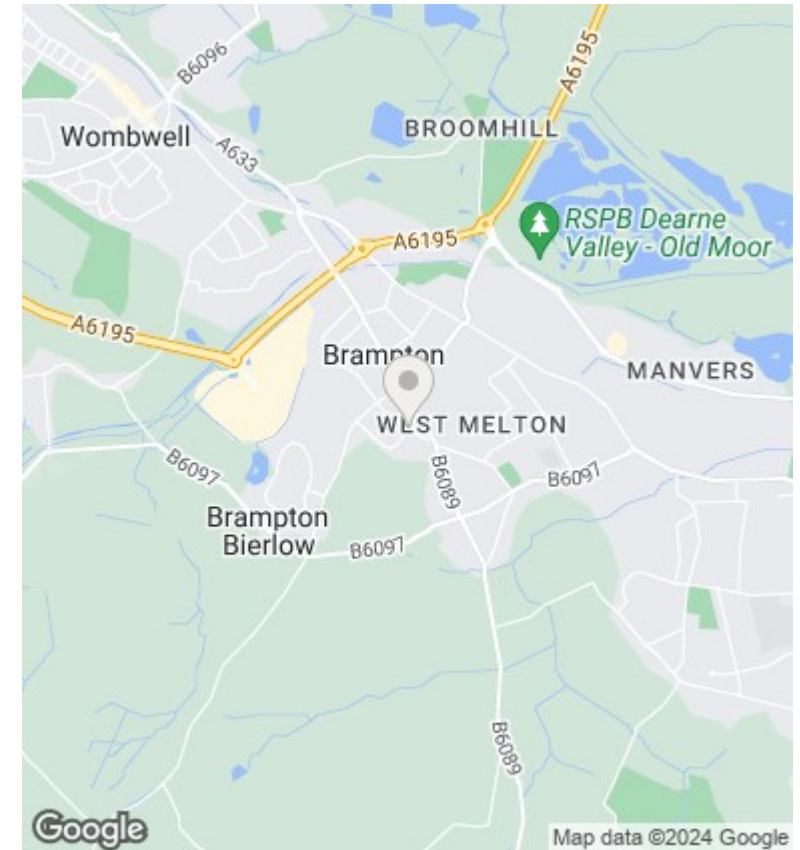 A6195
B6096
BROOMHILL
Wombwell
A633
RSPB Dearne
Valley - Old Moor
A6195
A6195
Brampton
MANVERS
WEST MELTON
B6097
B6089
B6097
Brampton
Bierlow
B6097
B6089
Google
Map data ©2024 Google